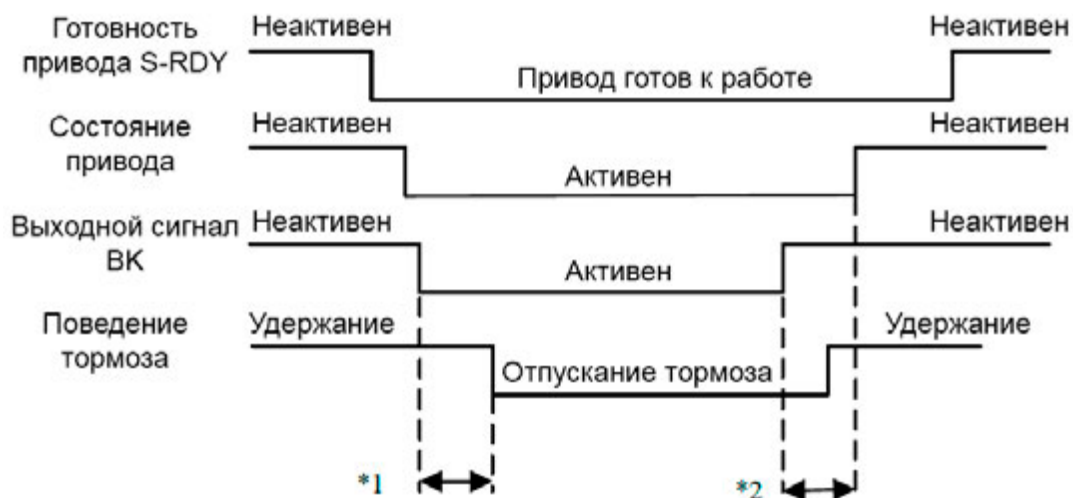 Готовность
привода S-RDY
Неактивен
Привод готов к работе
Неактивен
Состояние
привода
Неактивен
Активен
Неактивен
Выходной сигнал
BK
Неактивен
Активен
Неактивен
Поведение
тормоза
Удержание
Отпускание тормоза
Удержание
*1
*2